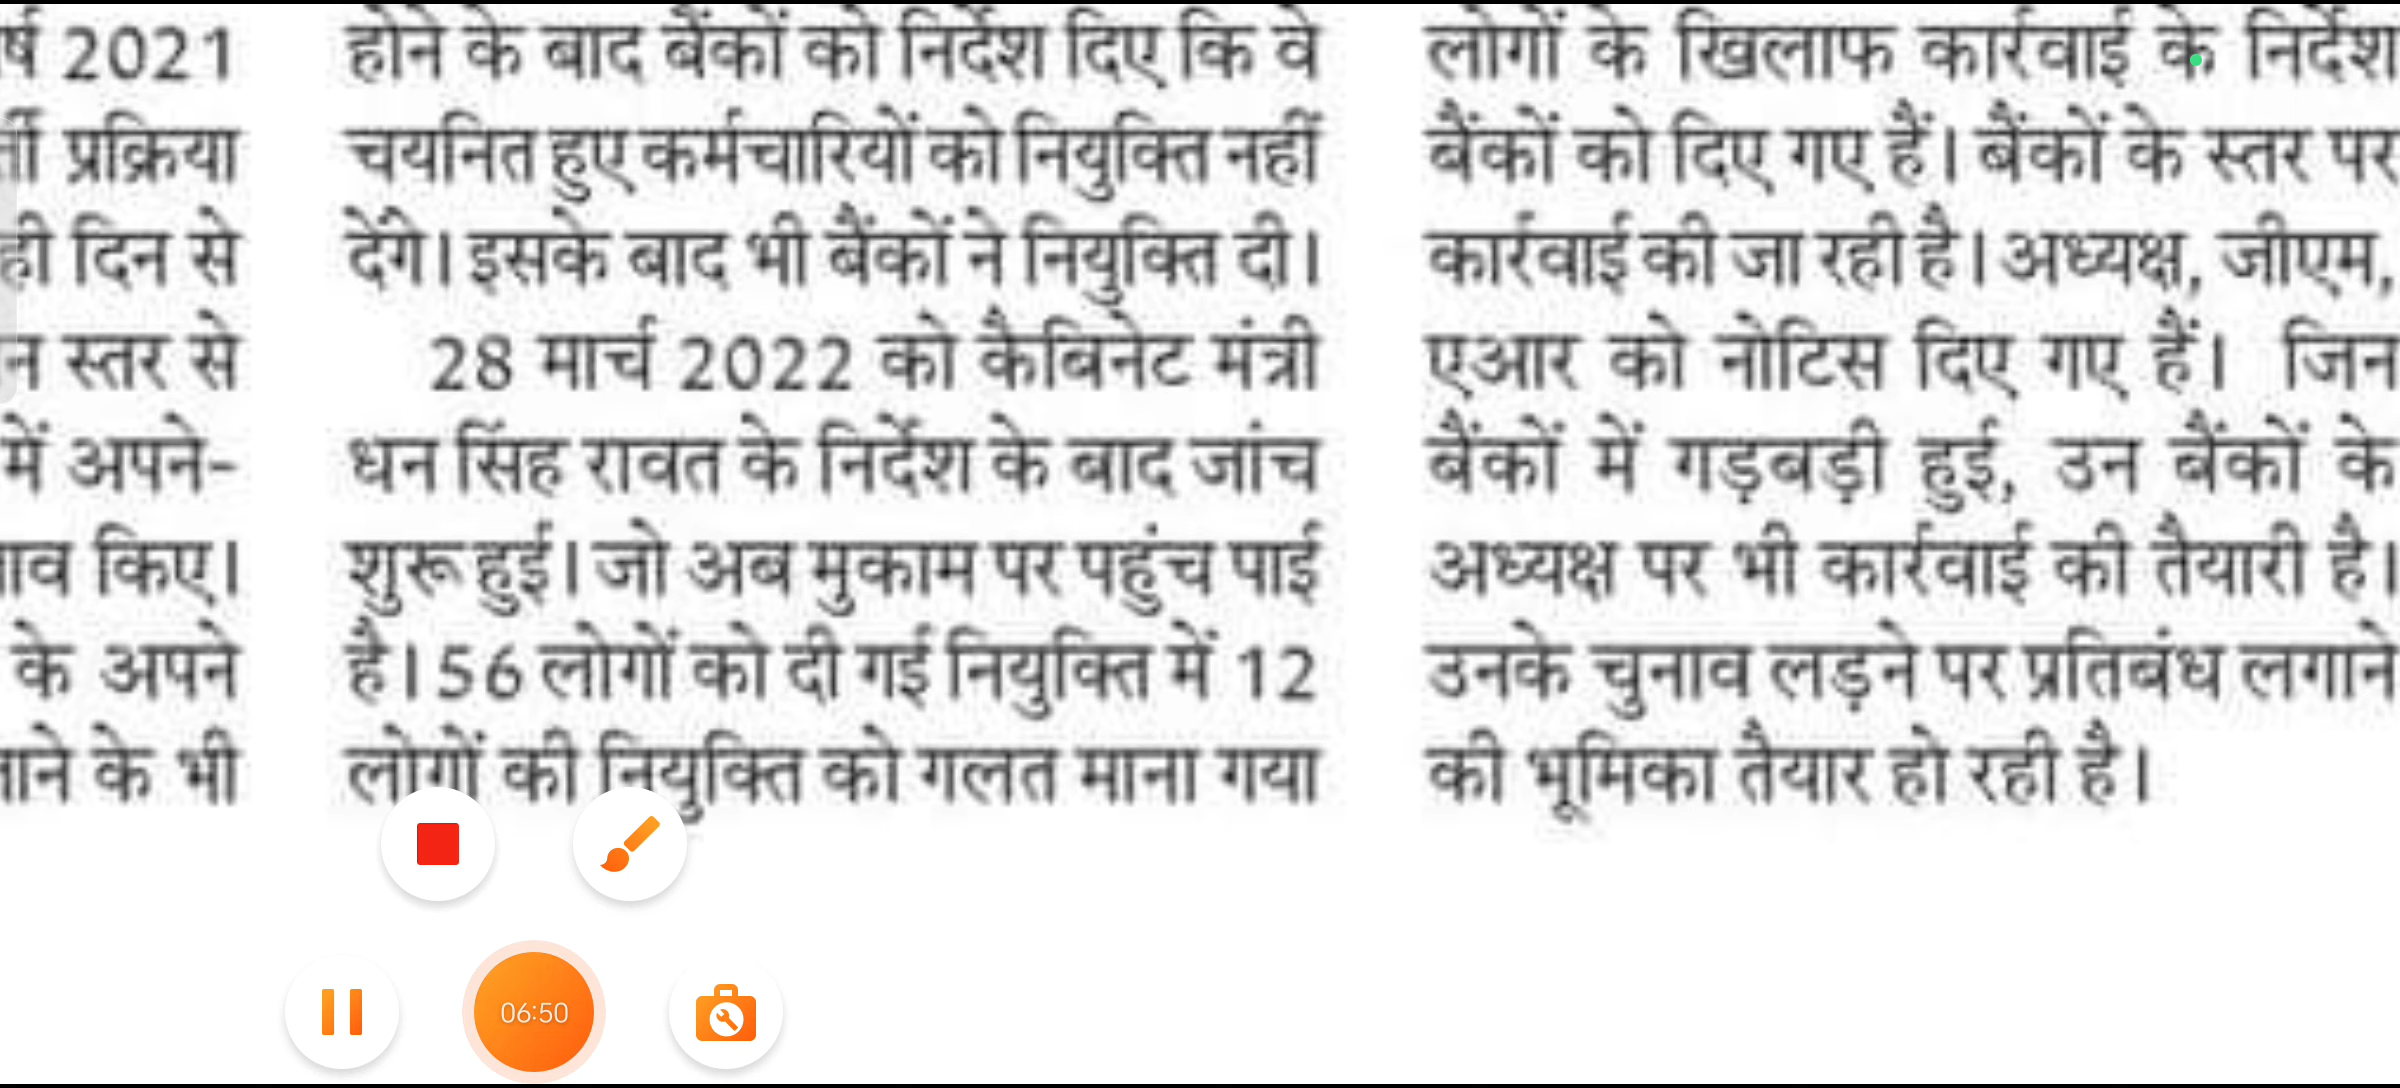 र्ष 2021
र्ती प्रक्रिया
ही दिन से
न स्तर से
में अपने-
ाव किए।
के अपने
ाने के भी
होने के बाद बैंकों को निर्देश दिए कि वे
चयनित हुए कर्मचारियों को नियुक्ति नहीं
देंगे। इसके बाद भी बैंकों ने नियुक्ति दी।
28 मार्च 2022 को कैबिनेट मंत्री
धन सिंह रावत के निर्देश के बाद जांच
शुरू हुई। जो अब मुकाम पर पहुंच पाई
है। 56 लोगों को दी गई नियुक्ति में 12
लोगों की नियुक्ति को गलत माना गया
लोगों के खिलाफ कार्रवाई के निर्देश
बैंकों को दिए गए हैं। बैंकों के स्तर पर
कार्रवाई की जा रही है। अध्यक्ष, जीएम,
एआर को नोटिस दिए गए हैं। जिन
बैंकों में गड़बड़ी हुई, उन बैंकों के
अध्यक्ष पर भी कार्रवाई की तैयारी है।
उनके चुनाव लड़ने पर प्रतिबंध लगाने
की भूमिका तैयार हो रही है।
06:50